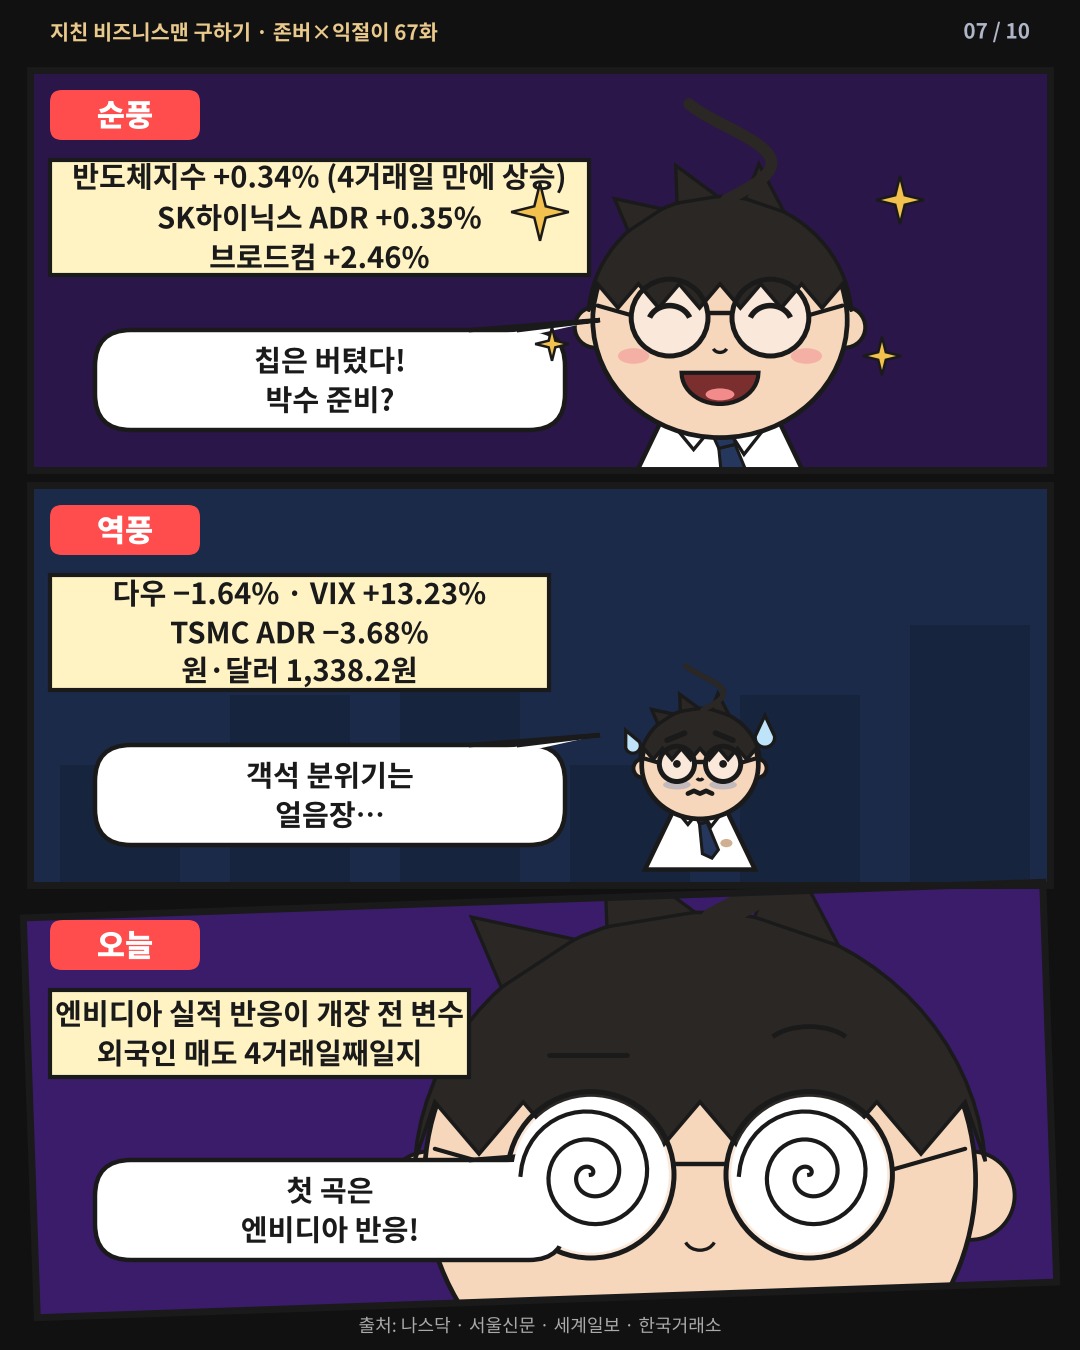 지친 비즈니스맨 구하기 · 존버×익절이 67화
07 / 10
순풍
반도체지수 +0.34% (4거래일 만에 상승)
SK하이닉스 ADR +0.35%
브로드컴 +2.46%
칩은 버텼다!
박수 준비?
역풍
다우 −1.64% · VIX +13.23%
TSMC ADR −3.68%
원·달러 1,338.2원
객석 분위기는
얼음장…
오늘
엔비디아 실적 반응이 개장 전 변수
외국인 매도 4거래일째일지
첫 곡은
엔비디아 반응!
출처: 나스닥 · 서울신문 · 세계일보 · 한국거래소